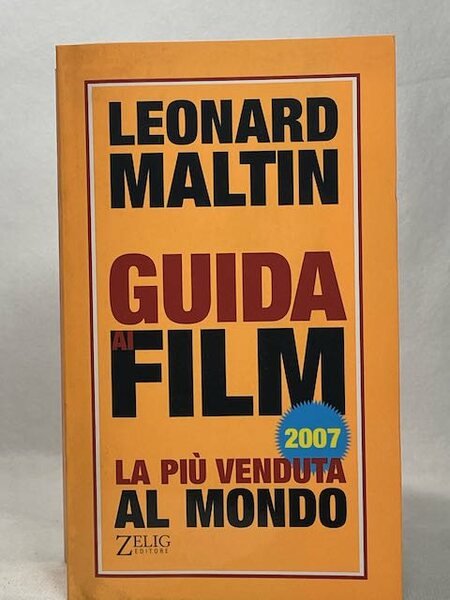 LEONARD
MALTIN
GUIDA
AI
FILM
2007
LA PIÙ VENDUTA
AL MONDO
ZELIG
EDITORE